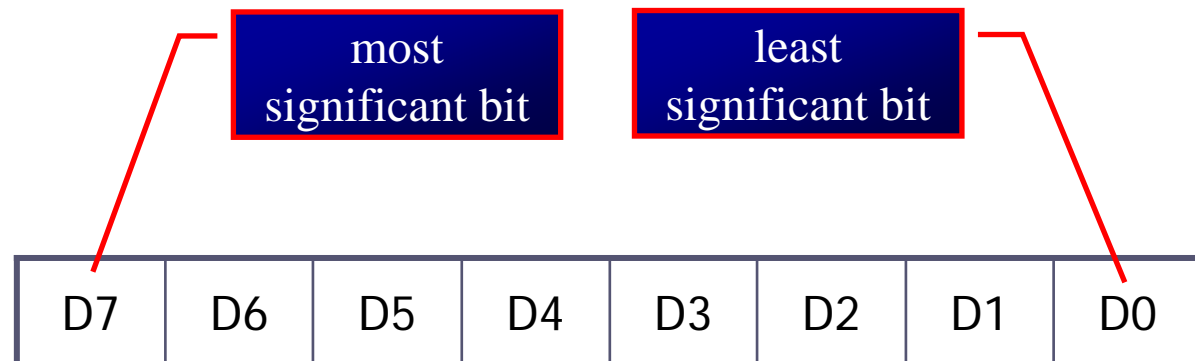 most
significant bit
least
significant bit
D7 D6 D5 D4 D3 D2 D1 D0